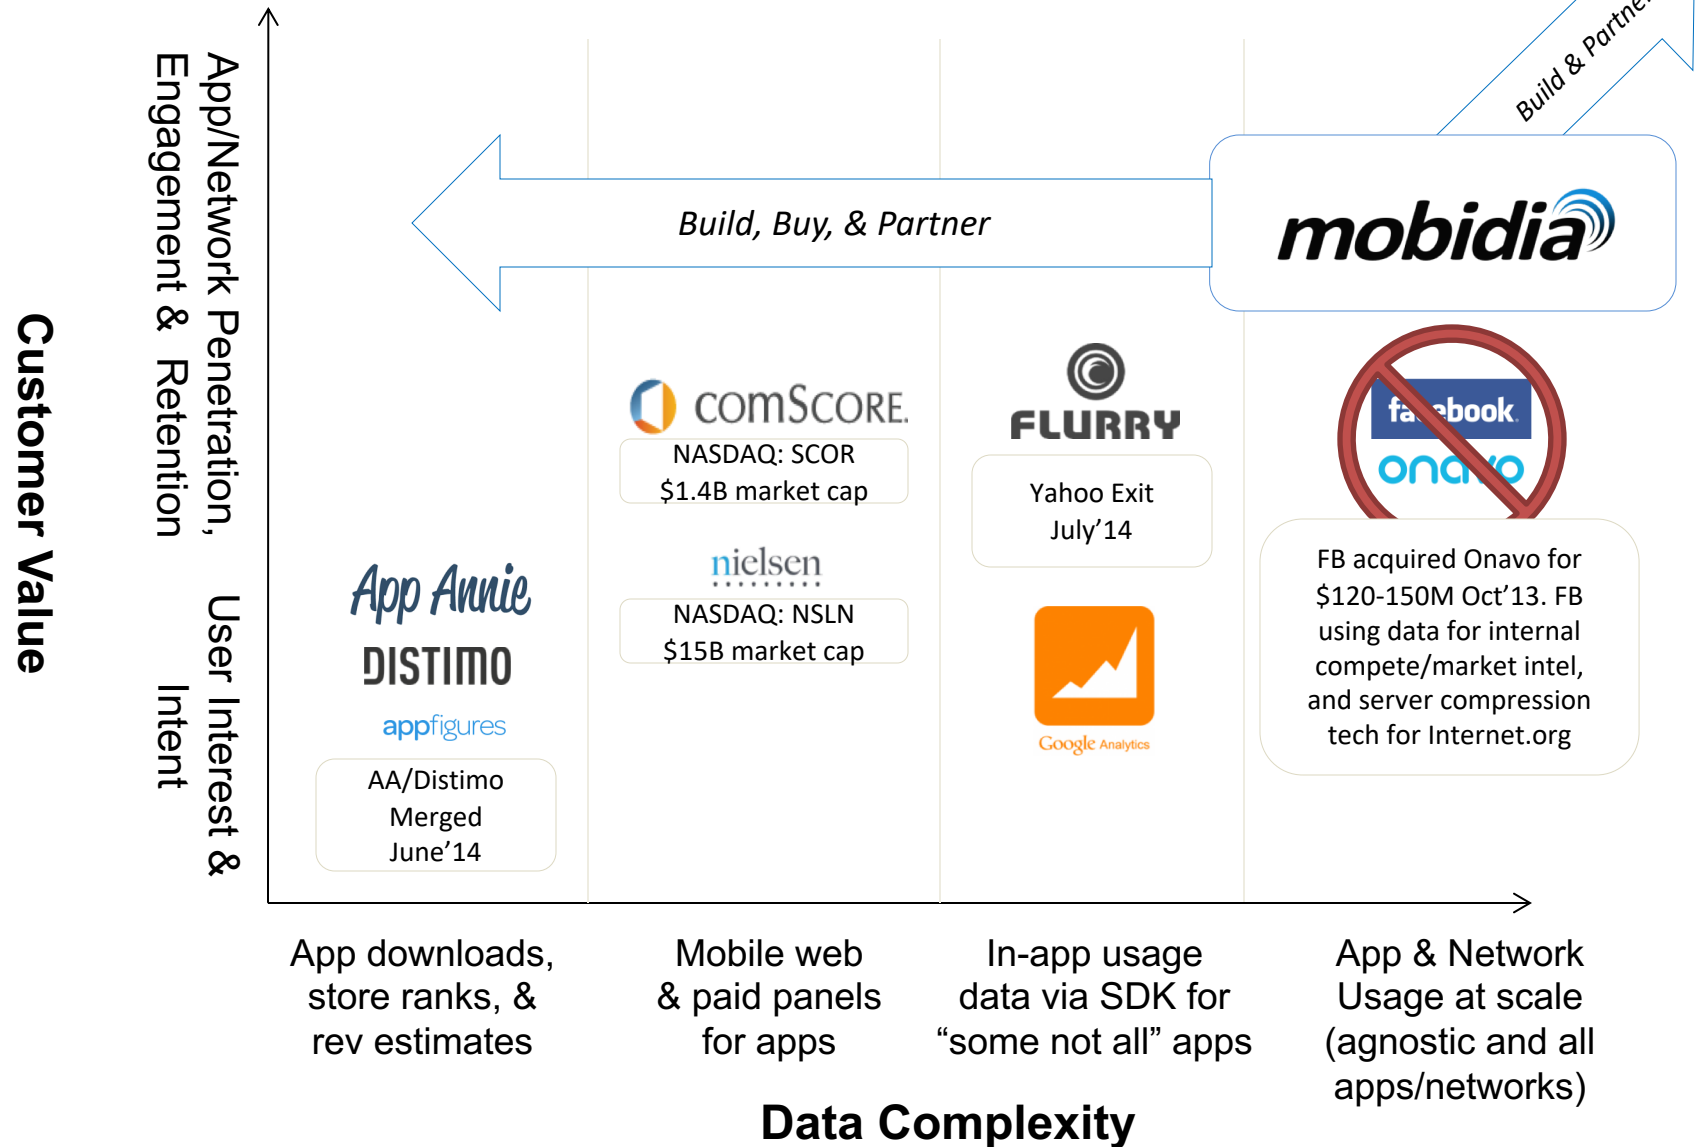 Build & Partner
Build, Buy, & Partner
mobidia
Customer Value
App/Network Penetration,
Engagement & Retention
User Interest &
Intent
App Annie
DISTIMO
appfigures
AA/Distimo
Merged
June’14
comSCORE.
NASDAQ: SCOR
$1.4B market cap
nielsen
NASDAQ: NSLN
$15B market cap
FLURRY
Yahoo Exit
July’14
Google Analytics
facebook.
onavo
FB acquired Onavo for
$120-150M Oct’13. FB
using data for internal
compete/market intel,
and server compression
tech for Internet.org
App downloads,
store ranks, &
rev estimates
Mobile web
& paid panels
for apps
In-app usage
data via SDK for
“some not all” apps
App & Network
Usage at scale
(agnostic and all
apps/networks)
Data Complexity